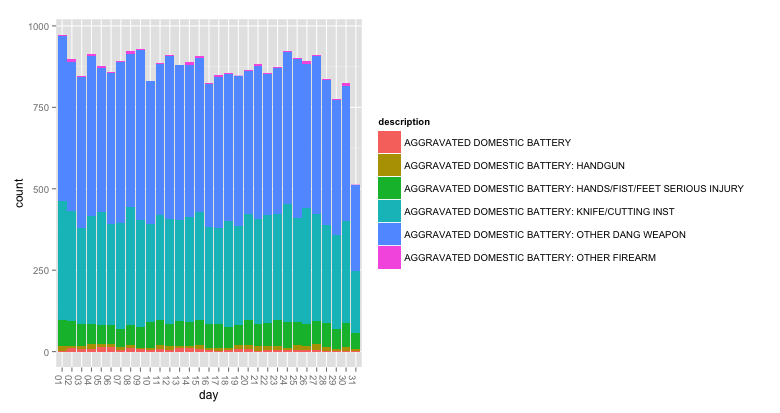 1000
750
500
250
0
count
01 02 03 04 05 06 07 08 09 10 11 12 13 14 15 16 17 18 19 20 21 22 23 24 25 26 27 28 29 30 31
day
description
AGGRAVATED DOMESTIC BATTERY
AGGRAVATED DOMESTIC BATTERY: HANDGUN
AGGRAVATED DOMESTIC BATTERY: HANDS/FIST/FEET SERIOUS INJURY
AGGRAVATED DOMESTIC BATTERY: KNIFE/CUTTING INST
AGGRAVATED DOMESTIC BATTERY: OTHER DANG WEAPON
AGGRAVATED DOMESTIC BATTERY: OTHER FIREARM